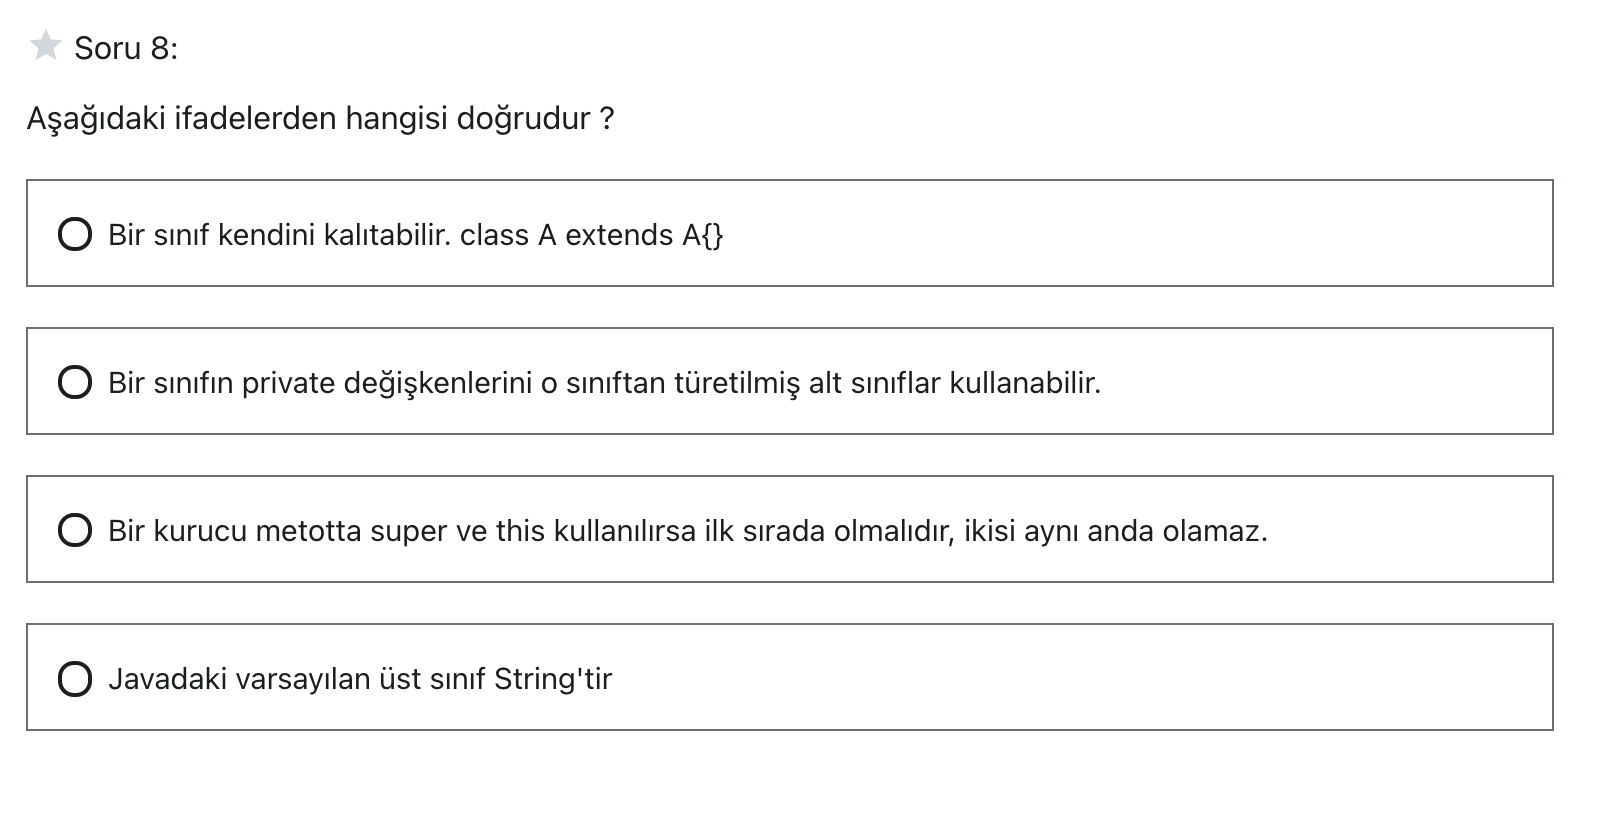 Soru 8:
Aşağıdaki ifadelerden hangisi doğrudur ?
Bir sınıf kendini kalıtabilir. class A extends A{}
Bir sınıfın private değişkenlerini o sınıftan türetilmiş alt sınıflar kullanabilir.
Bir kurucu metotta super ve this kullanılırsa ilk sırada olmalıdır, ikisi aynı anda olamaz.
Javadaki varsayılan üst sınıf String'tir